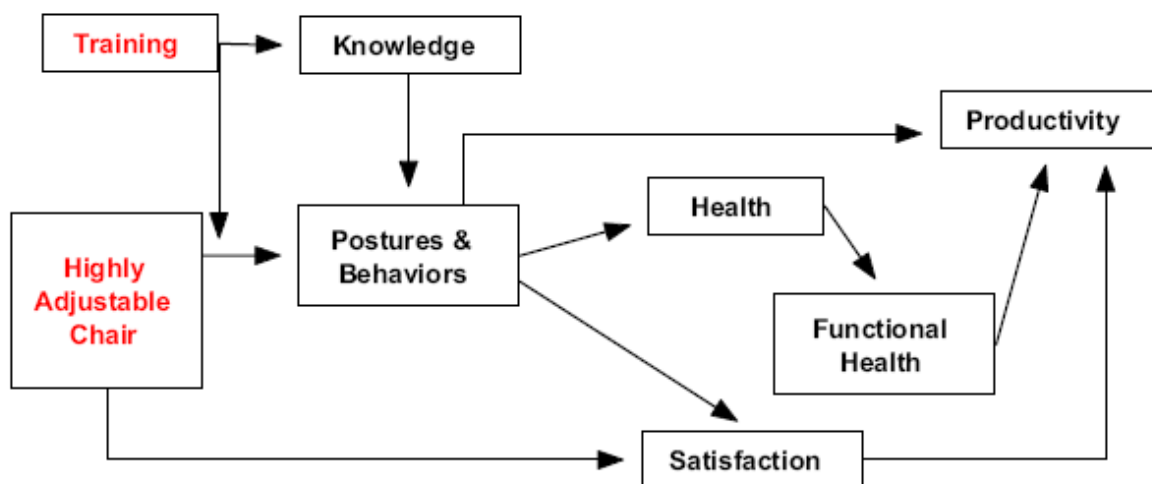 Training
Knowledge
Productivity
Health
Postures &
Behaviors
Highly
Adjustable
Chair
Functional
Health
Satisfaction